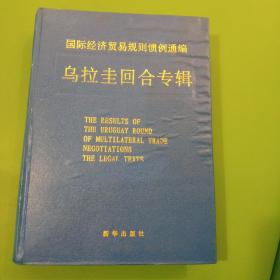 国际经济贸易规则惯例通编
乌拉圭回合专辑
THE RESULTS OF
THE URUGUAY ROUND
OF MULTILATERAL TRADE
NEGOTIATIONS
THE LEGAL TEXTS
新华出版社